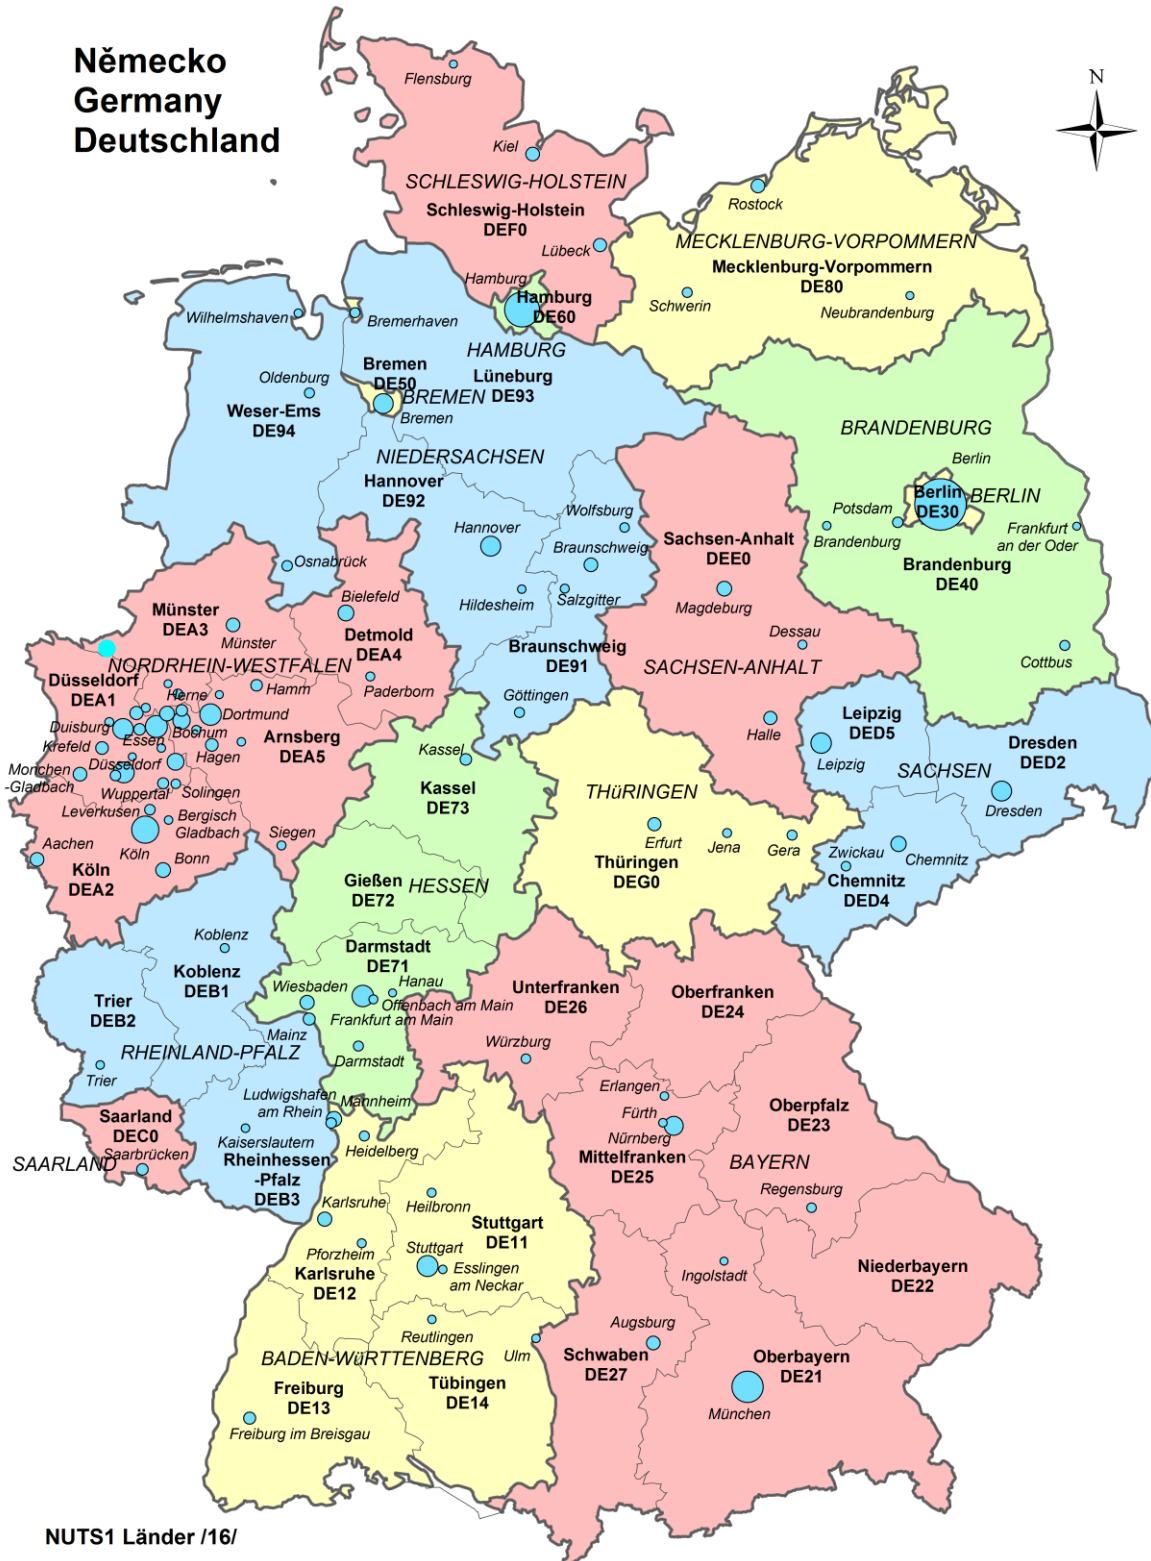 Německo
Germany
Deutschland
N
Flensburg
Kiel
SCHLESWIG-HOLSTEIN
Schleswig-Holstein
DEF0
Lübeck
Rostock
MECKLENBURG-VORPOMMERN
Mecklenburg-Vorpommern
DE80
Schwerin
Neubrandenburg
Hamburg
Hamburg
DE60
HAMBURG
Wilhelmshaven
Bremerhaven
Bremen
DE50
BREMEN
Bremen
Lüneburg
DE93
Oldenburg
Weser-Ems
DE94
NIEDERSACHSEN
Hannover
DE92
Hannover
Wolfsburg
Braunschweig
Hildesheim
Salzgitter
Osnabrück
Braunschweig
DE91
Göttingen
BRANDENBURG
Berlin
Berlin
DE30
BERLIN
Potsdam
Brandenburg
Frankfurt
an der Oder
Brandenburg
DE40
Cottbus
Sachsen-Anhalt
DEE0
Magdeburg
Dessau
SACHSEN-ANHALT
Halle
Münster
DEA3
Münster
Bielefeld
Detmold
DEA4
Paderborn
NORDRHEIN-WESTFALEN
Düsseldorf
DEA1
Herne
Hamm
Duisburg
Dortmund
Essen
Bochum
Krefeld
Düsseldorf
Hagen
Arnsberg
DEA5
Monchen
-Gladbach
Wuppertal
Solingen
Leverkusen
Bergisch
Gladbach
Köln
Aachen
Bonn
Siegen
Köln
DEA2
Kassel
Kassel
DE73
Gießen
DE72
HESSEN
Darmstadt
DE71
Wiesbaden
Hanau
Offenbach am Main
Frankfurt am Main
Darmstadt
THüRINGEN
Erfurt
Jena
Gera
Thüringen
DEG0
Leipzig
DED5
Leipzig
Dresden
DED2
SACHSEN
Dresden
Zwickau
Chemnitz
Chemnitz
DED4
Koblenz
Koblenz
DEB1
Trier
DEB2
Mainz
RHEINLAND-PFALZ
Trier
Ludwigshafen
am Rhein
Mannheim
Kaiserslautern
Rheinhessen
-Pfalz
DEB3
Saarland
DEC0
Saarbrücken
SAARLAND
Unterfranken
DE26
Würzburg
Oberfranken
DE24
Erlangen
Fürth
Nürnberg
Mittelfranken
DE25
Oberpfalz
DE23
BAYERN
Regensburg
Ingolstadt
Niederbayern
DE22
Augsburg
Schwaben
DE27
Oberbayern
DE21
München
Heidelberg
Karlsruhe
Heilbronn
Pforzheim
Karlsruhe
DE12
Stuttgart
DE11
Stuttgart
Esslingen
am Neckar
Reutlingen
Ulm
BADEN-WüRTTENBERG
Freiburg
DE13
Tübingen
DE14
Freiburg im Breisgau
NUTS1 Länder /16/